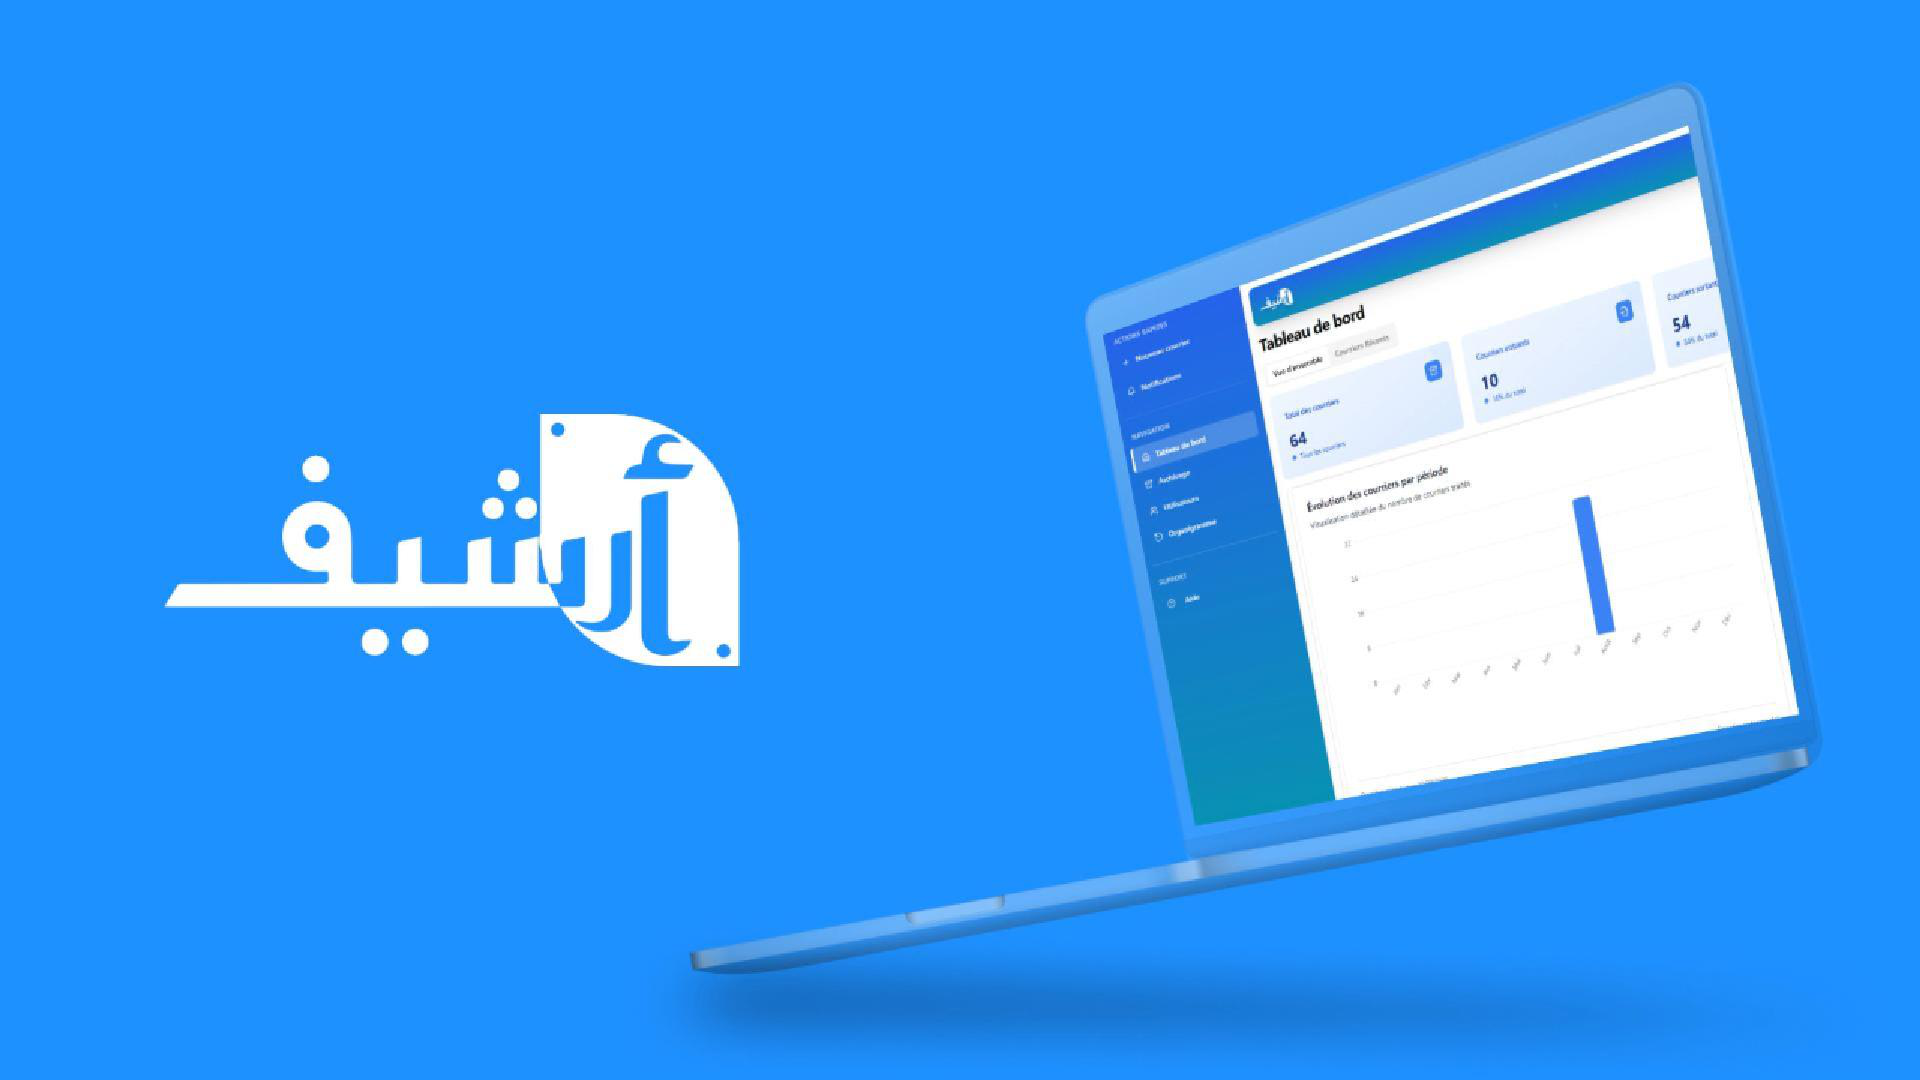 أرشيف
ACTIONS RAPIDES
Nouveau courrier
Notifications
NAVIGATION
Tableau de bord
Archivage
Utilisateurs
Organigramme
SUPPORT
Aide
أرشيف
Tableau de bord
Vue d'ensemble
Courriers Récents
Total des courriers
64
Tous les courriers
Courriers entrants
10
16% du total
Courriers sortants
54
84% du total
Évolution des courriers par période
Visualisation détaillée du nombre de courriers traités